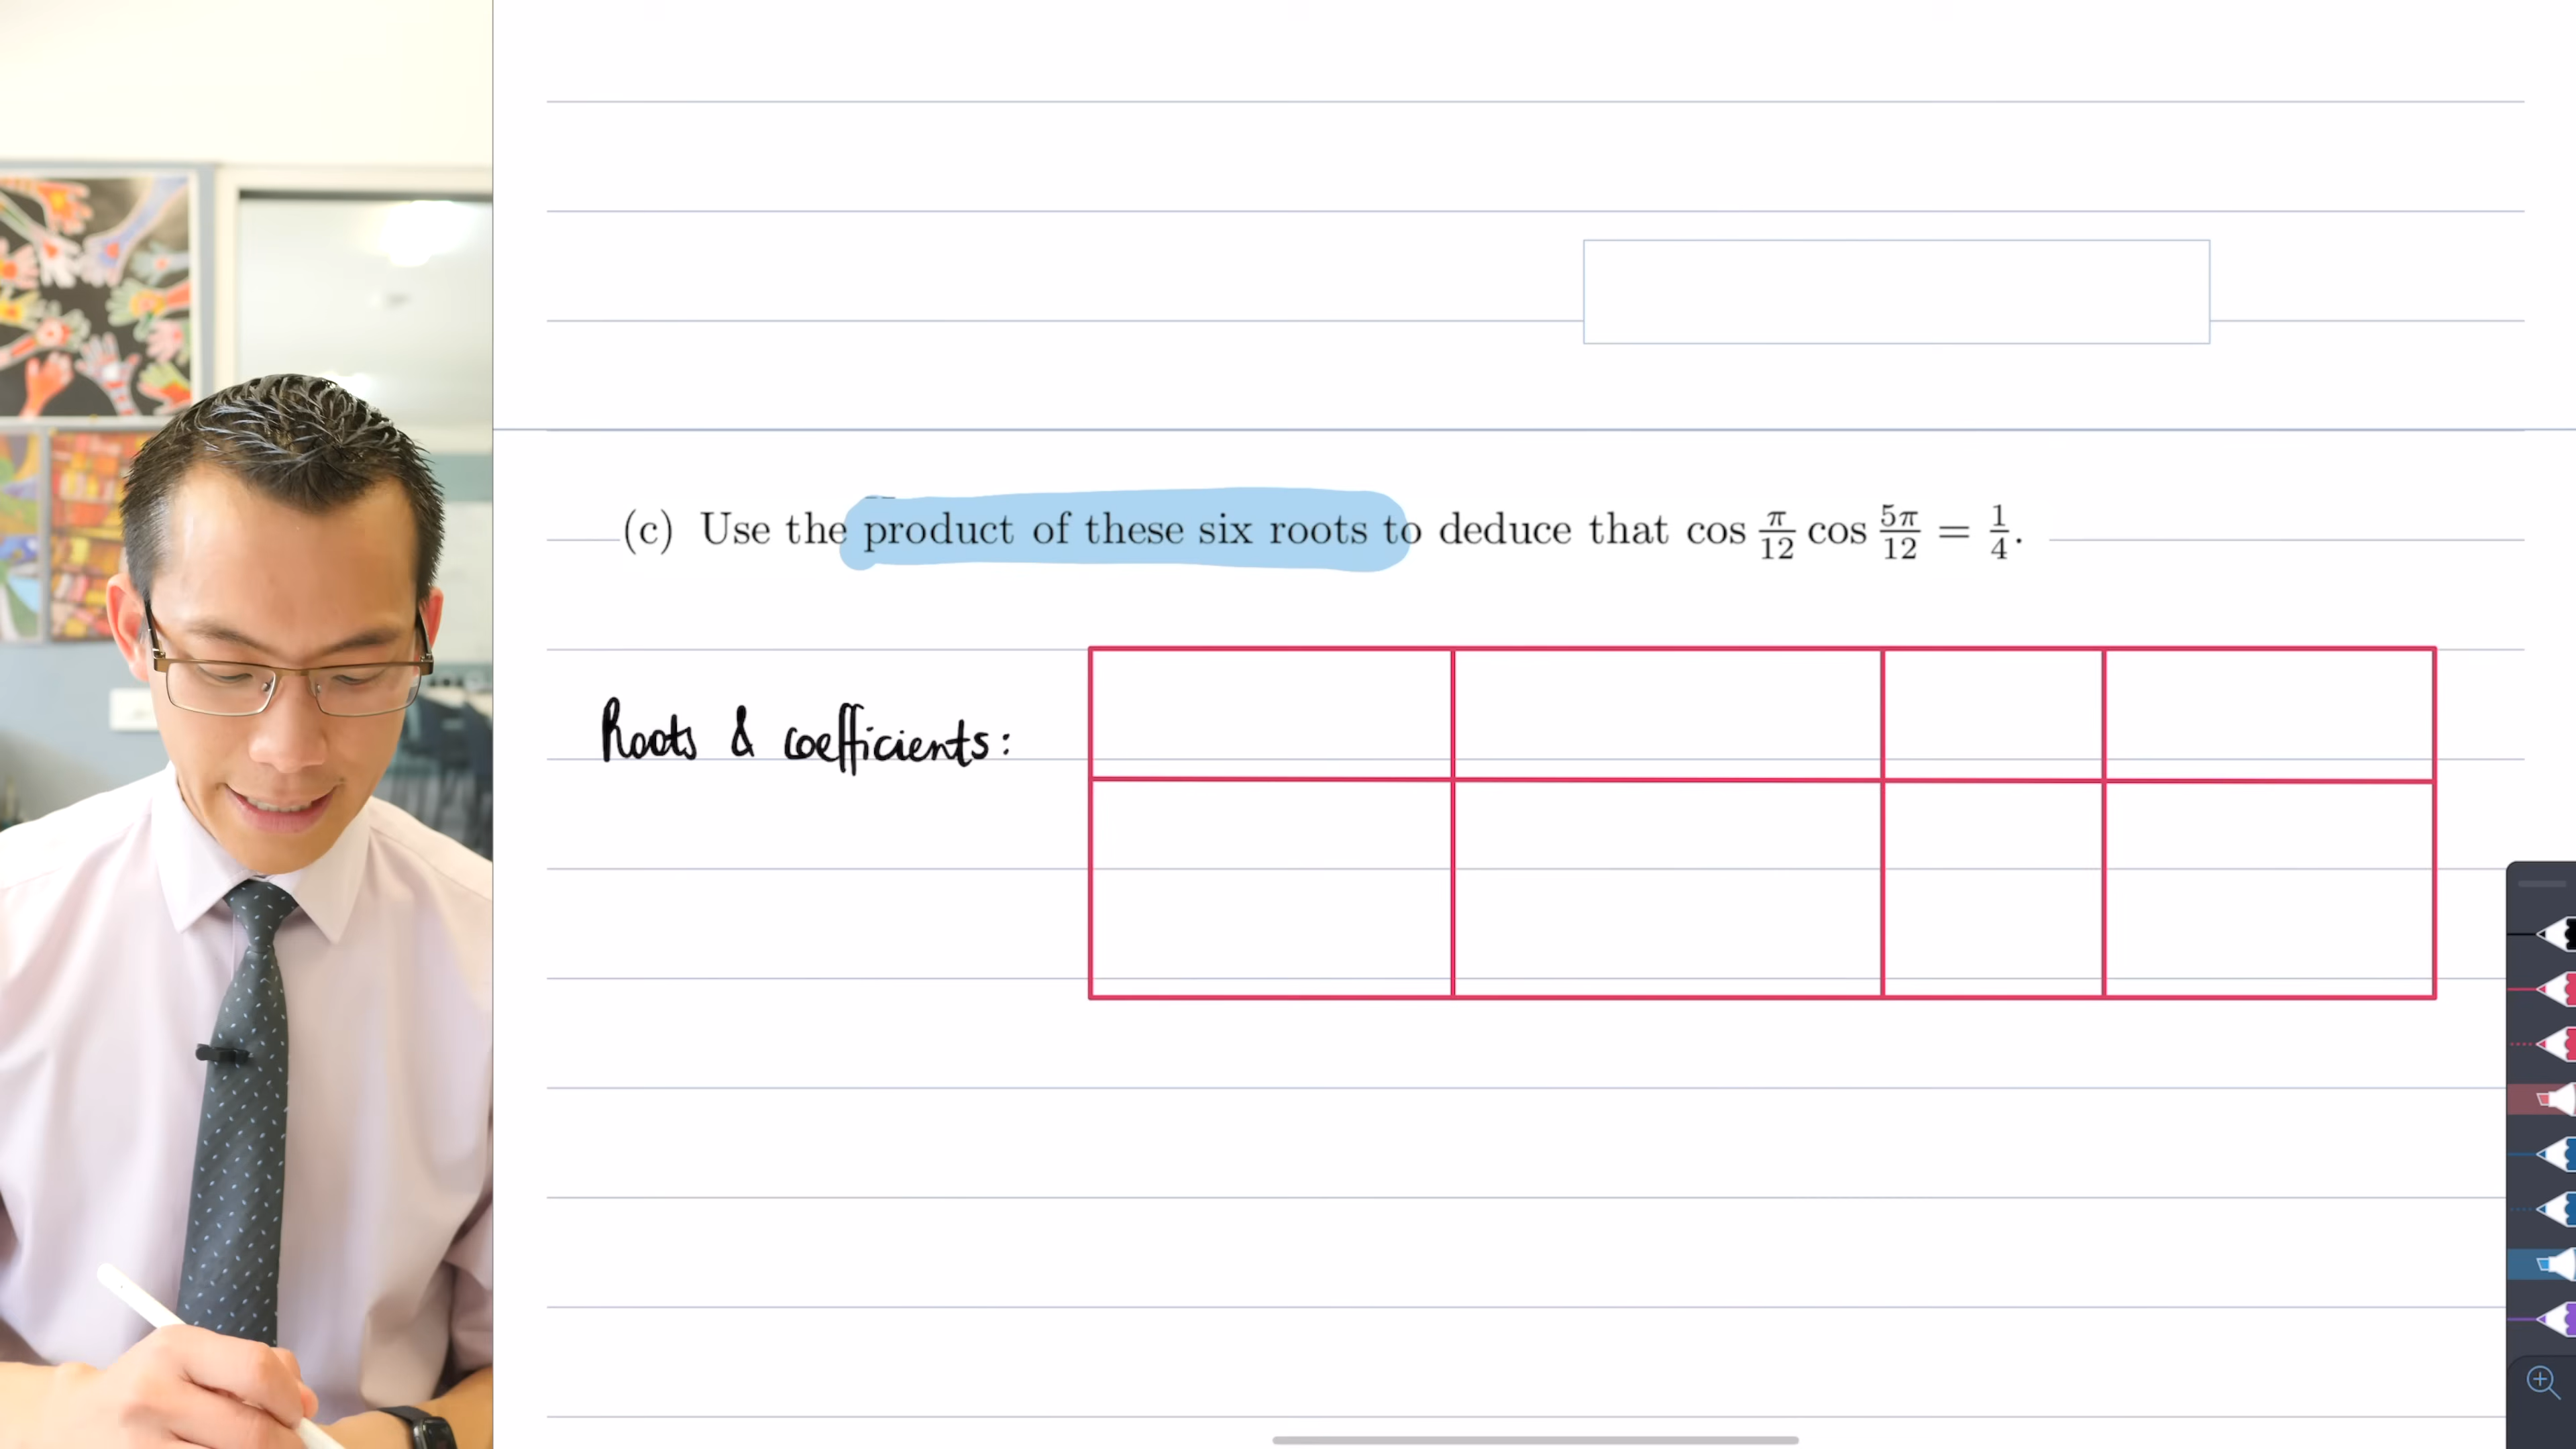 (c) Use the product of these six roots to deduce that cos π/12 cos 5π/12 = 1/4.
Roots & coefficients: